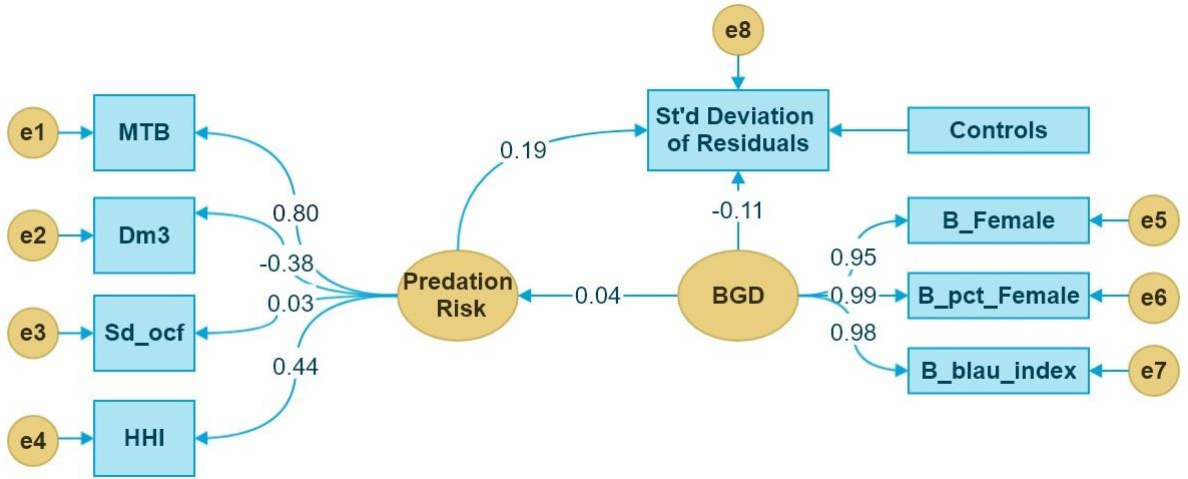 e8
e1
MTB
St'd Deviation
of Residuals
Controls
0.19
0.80
-0.11
e2
Dm3
B_Female
e5
-0.38
0.95
e3
Sd_ocf
0.03
Predation
Risk
0.04
BGD
0.99
B_pct_Female
e6
0.98
0.44
B_blau_index
e7
e4
HHI